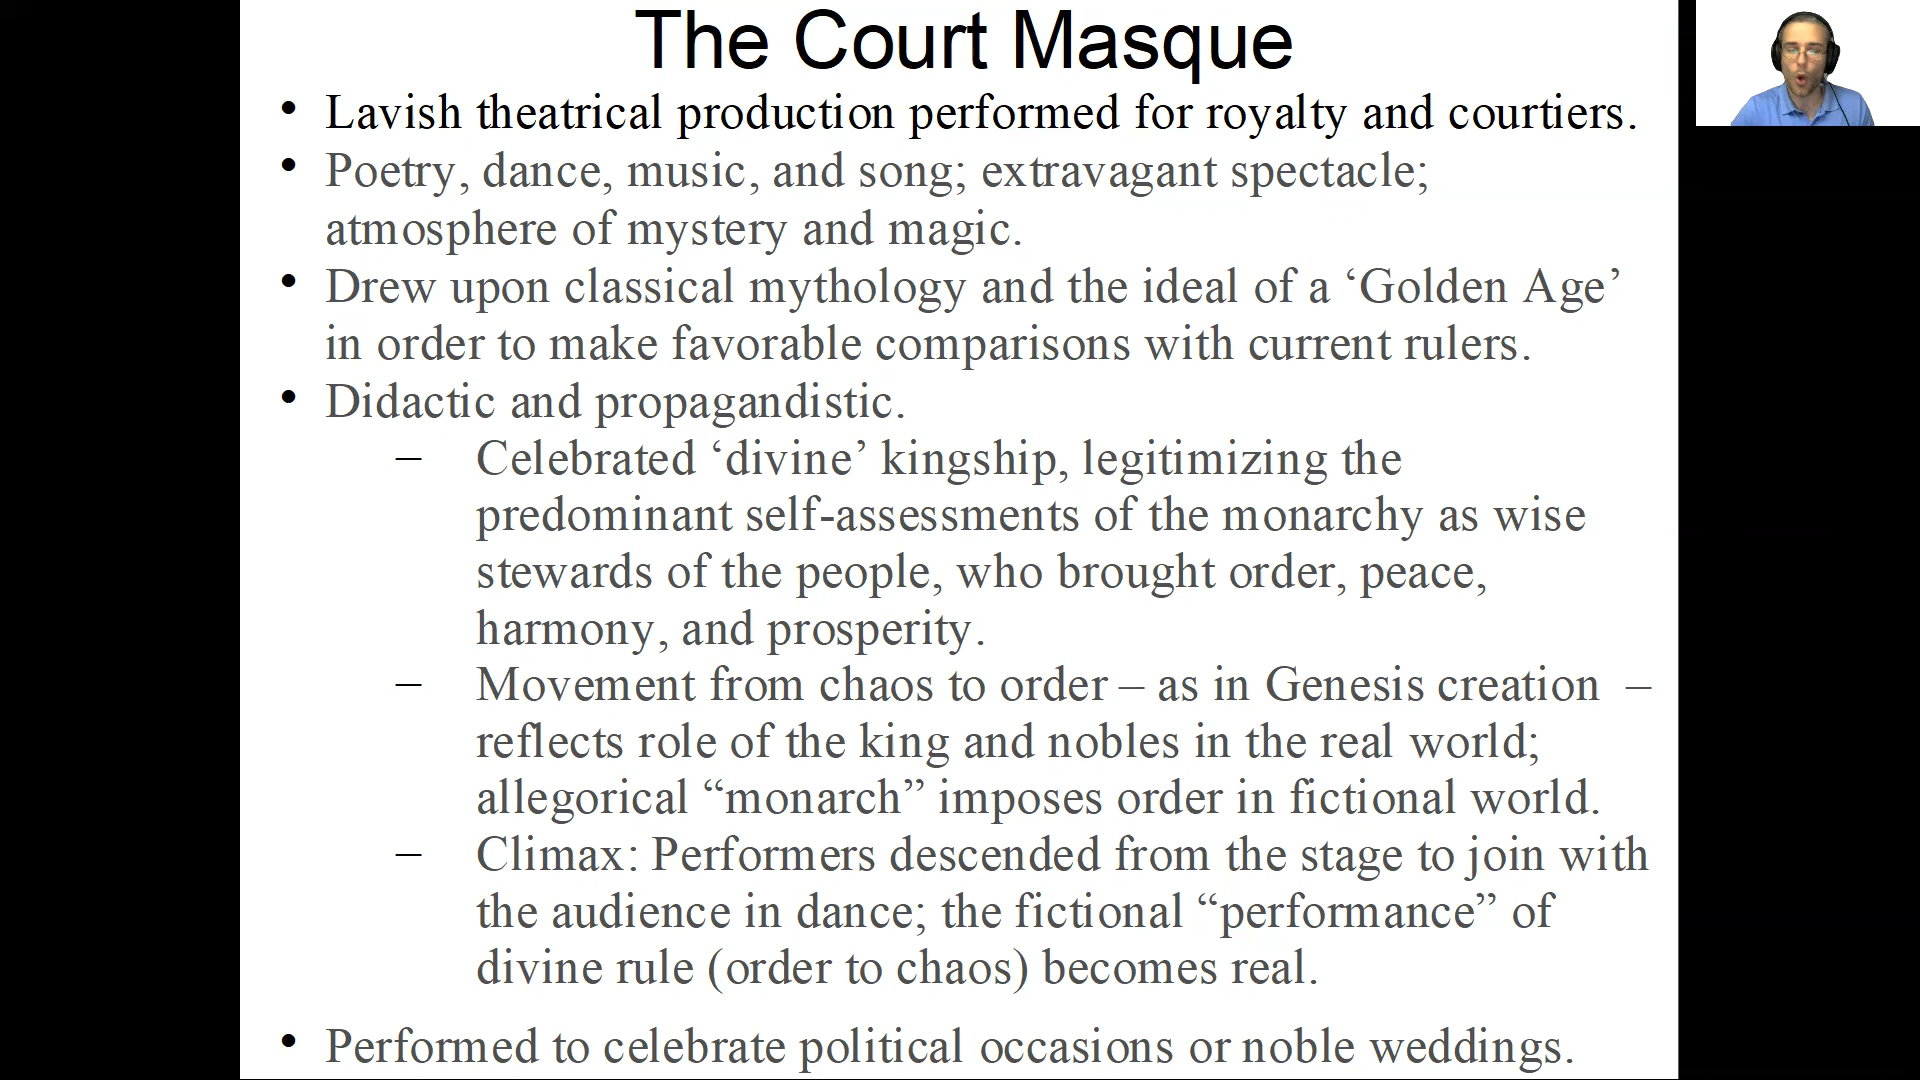 The Court Masque
• Lavish theatrical production performed for royalty and courtiers.
• Poetry, dance, music, and song; extravagant spectacle;
atmosphere of mystery and magic.
• Drew upon classical mythology and the ideal of a ‘Golden Age’
in order to make favorable comparisons with current rulers.
• Didactic and propagandistic.
– Celebrated ‘divine’ kingship, legitimizing the
predominant self-assessments of the monarchy as wise
stewards of the people, who brought order, peace,
harmony, and prosperity.
– Movement from chaos to order – as in Genesis creation –
reflects role of the king and nobles in the real world;
allegorical “monarch” imposes order in fictional world.
– Climax: Performers descended from the stage to join with
the audience in dance; the fictional “performance” of
divine rule (order to chaos) becomes real.
• Performed to celebrate political occasions or noble weddings.